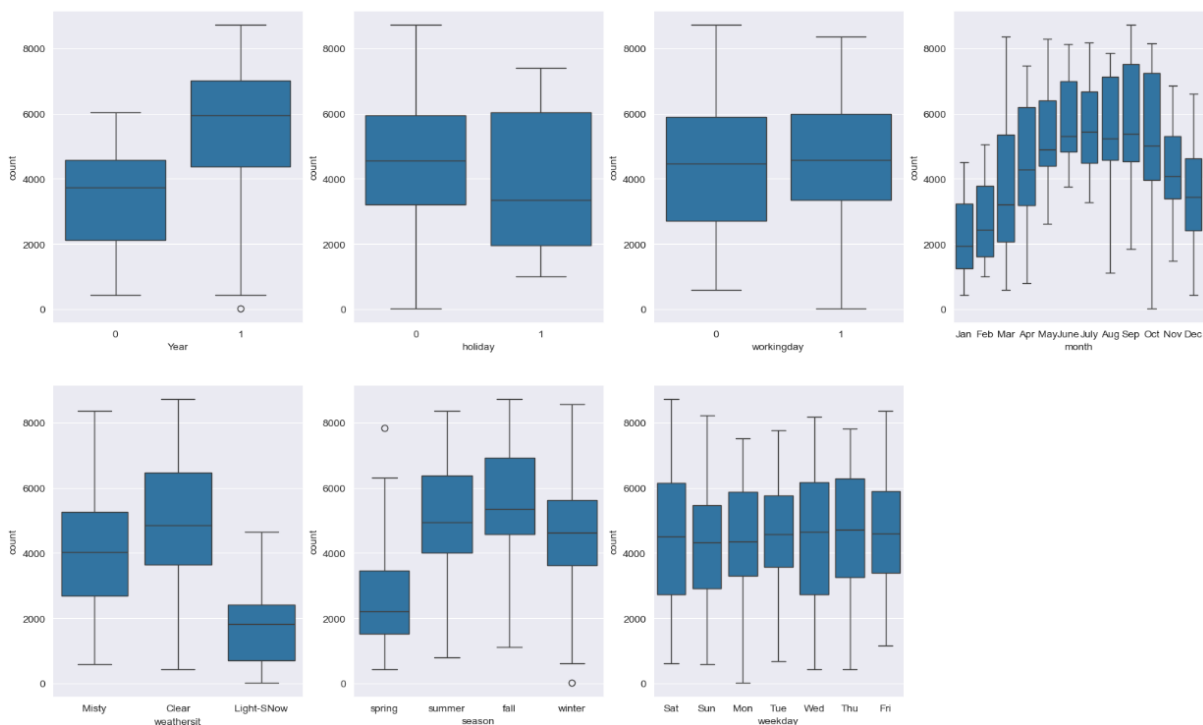 8000
6000
4000
2000
0
count
0 1
Year
8000
6000
4000
2000
0
count
0 1
holiday
8000
6000
4000
2000
0
count
0 1
workingday
8000
6000
4000
2000
0
count
Jan Feb Mar Apr May June July Aug Sep Oct Nov Dec
month
8000
6000
4000
2000
0
count
Misty Clear Light-SNow
weathersit
8000
6000
4000
2000
0
count
spring summer fall winter
season
8000
6000
4000
2000
0
count
Sat Sun Mon Tue Wed Thu Fri
weekday